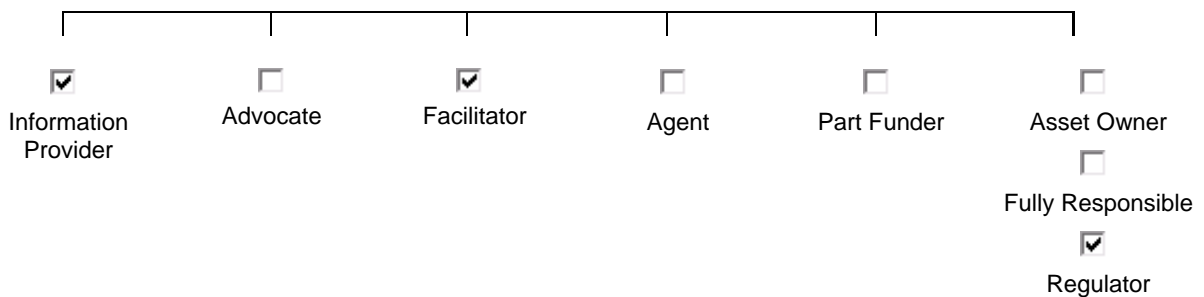 Information
Provider
Advocate
Facilitator
Agent
Part Funder
Asset Owner
Fully Responsible
Regulator